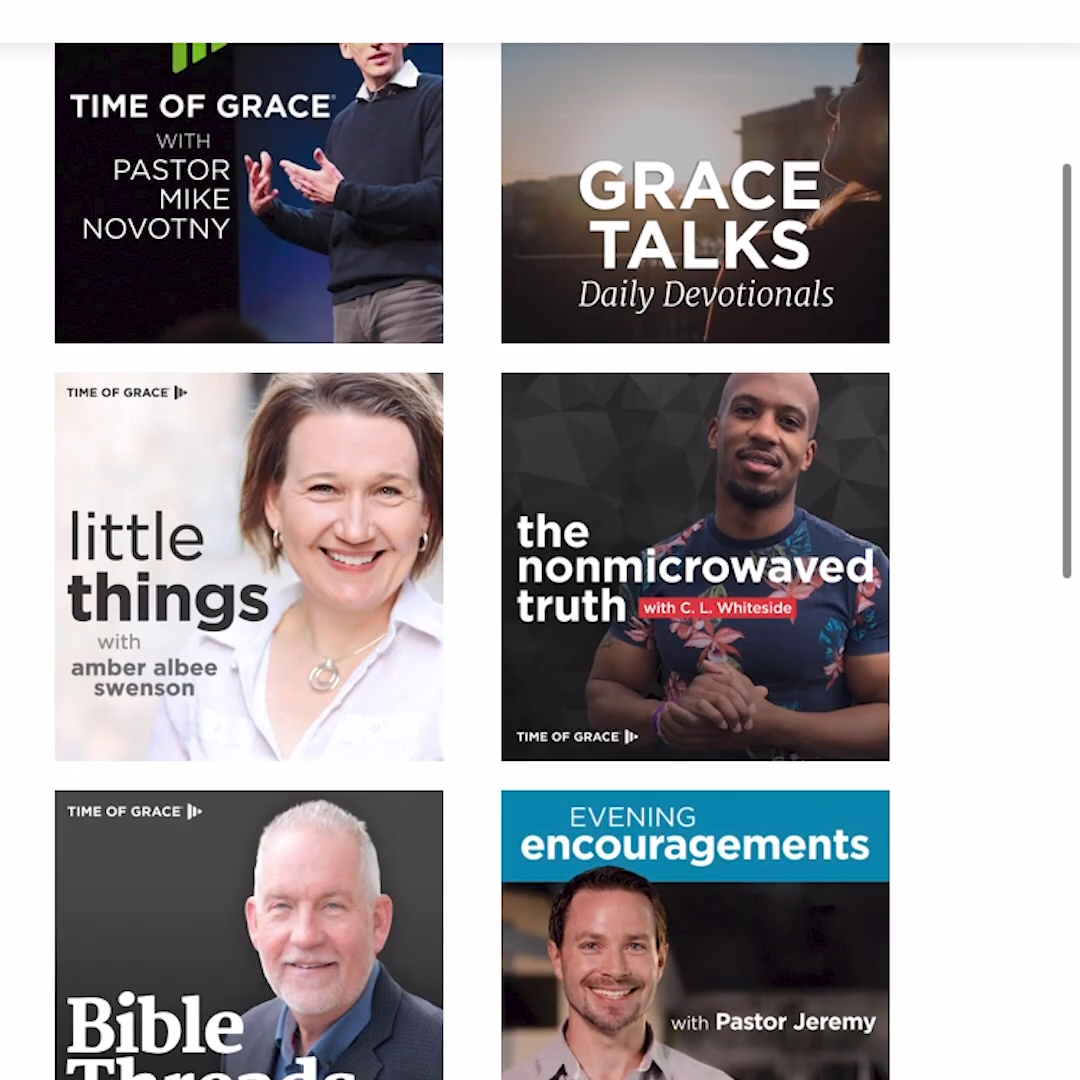 TIME OF GRACE
WITH
PASTOR
MIKE
NOVOTNY
GRACE
TALKS
Daily Devotionals
TIME OF GRACE
little
things
with
amber albee
swenson
the
nonmicrowaved
truth with C. L. Whiteside
TIME OF GRACE
TIME OF GRACE
Bible
Threads
EVENING
encouragements
with Pastor Jeremy